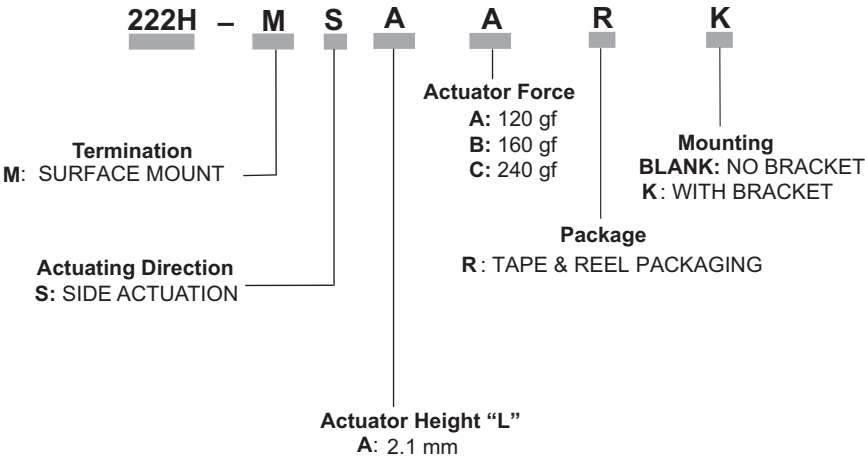 222H – M S A A R K
Actuator Force
A: 120 gf
B: 160 gf
C: 240 gf
Termination
M: SURFACE MOUNT
Mounting
BLANK: NO BRACKET
K: WITH BRACKET
Package
R: TAPE & REEL PACKAGING
Actuating Direction
S: SIDE ACTUATION
Actuator Height “L”
A: 2.1 mm